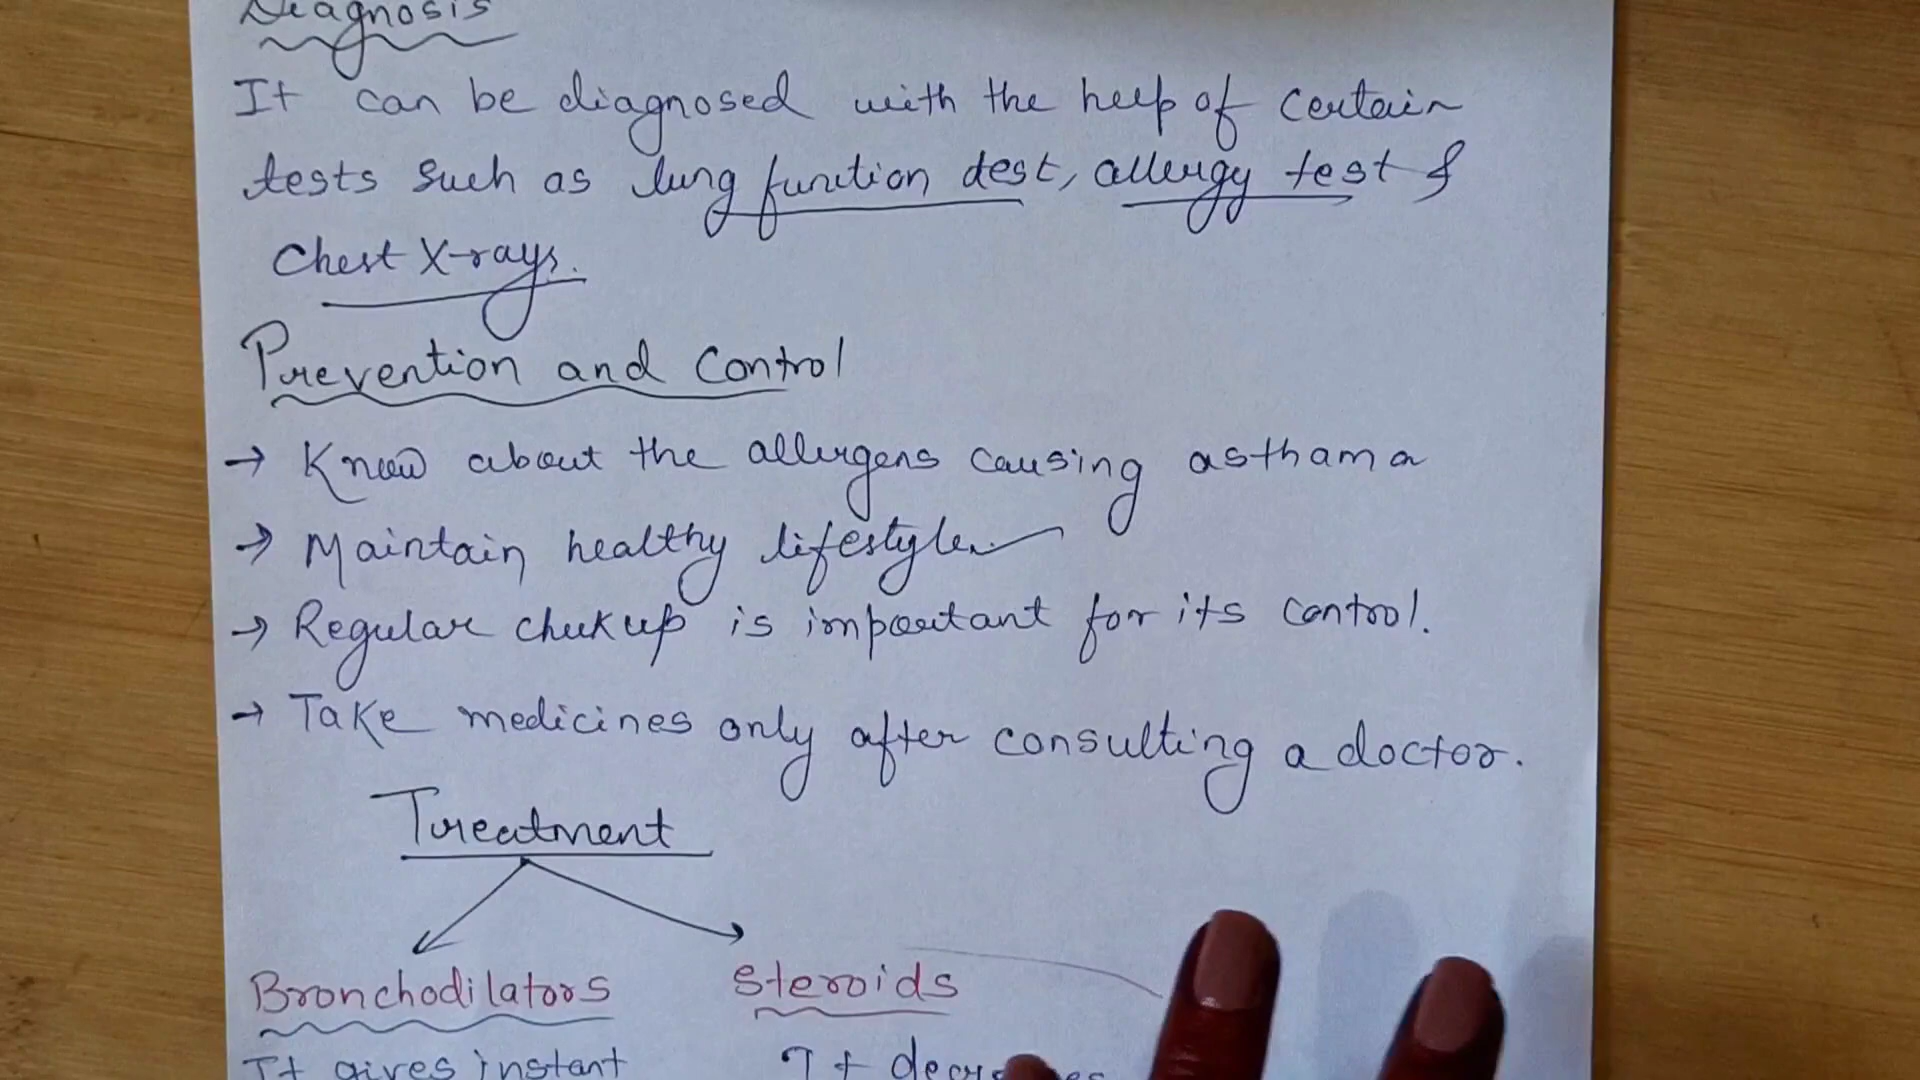 Diagnosis
It can be diagnosed with the help of certain
tests such as lung function test, allergy test &
Chest X-rays.
Prevention and Control
→ Know about the allergens causing asthama
→ Maintain healthy lifestyle
→ Regular checkup is important for its control.
→ Take medicines only after consulting a doctor.
Treatment
Bronchodilators steroids
It gives instant It